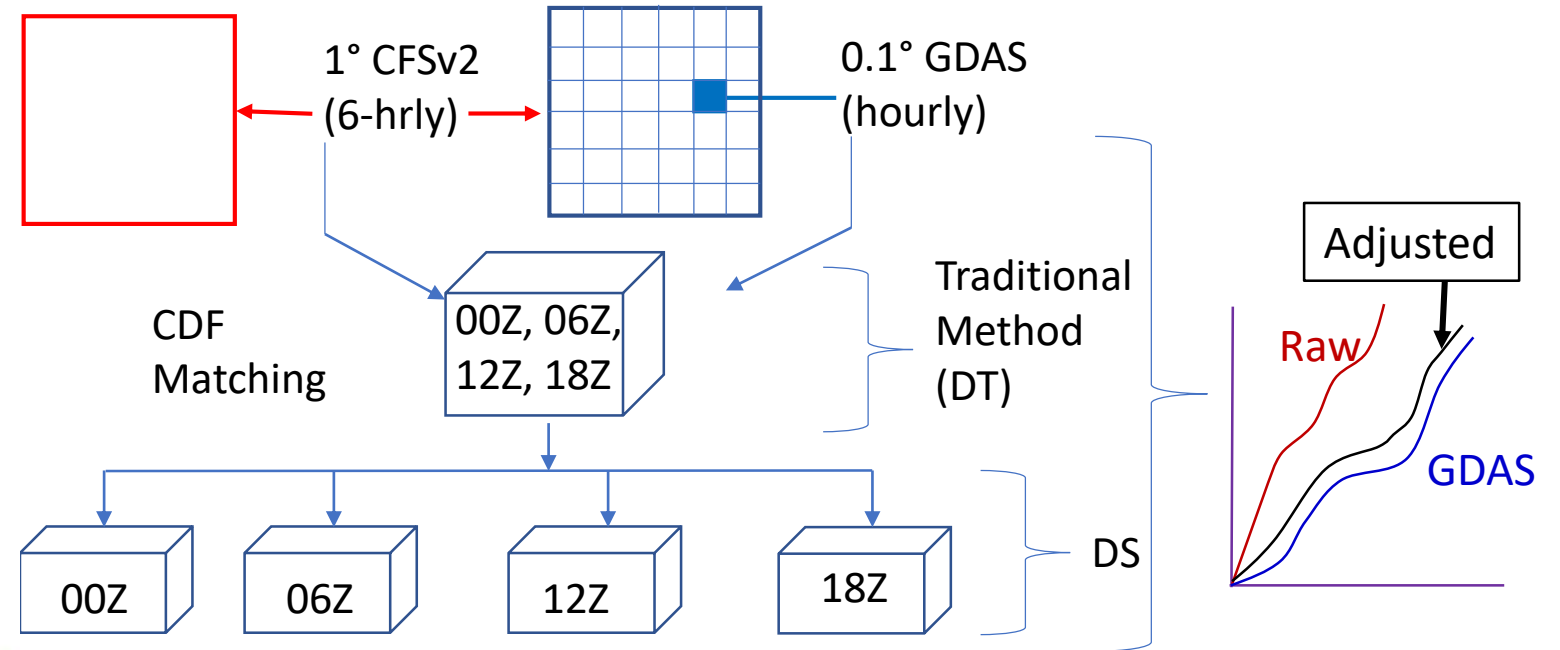 1° CFSv2
(6-hrly)
0.1° GDAS
(hourly)
CDF
Matching
00Z, 06Z,
12Z, 18Z
Traditional
Method
(DT)
00Z
06Z
12Z
18Z
DS
Adjusted
Raw
GDAS